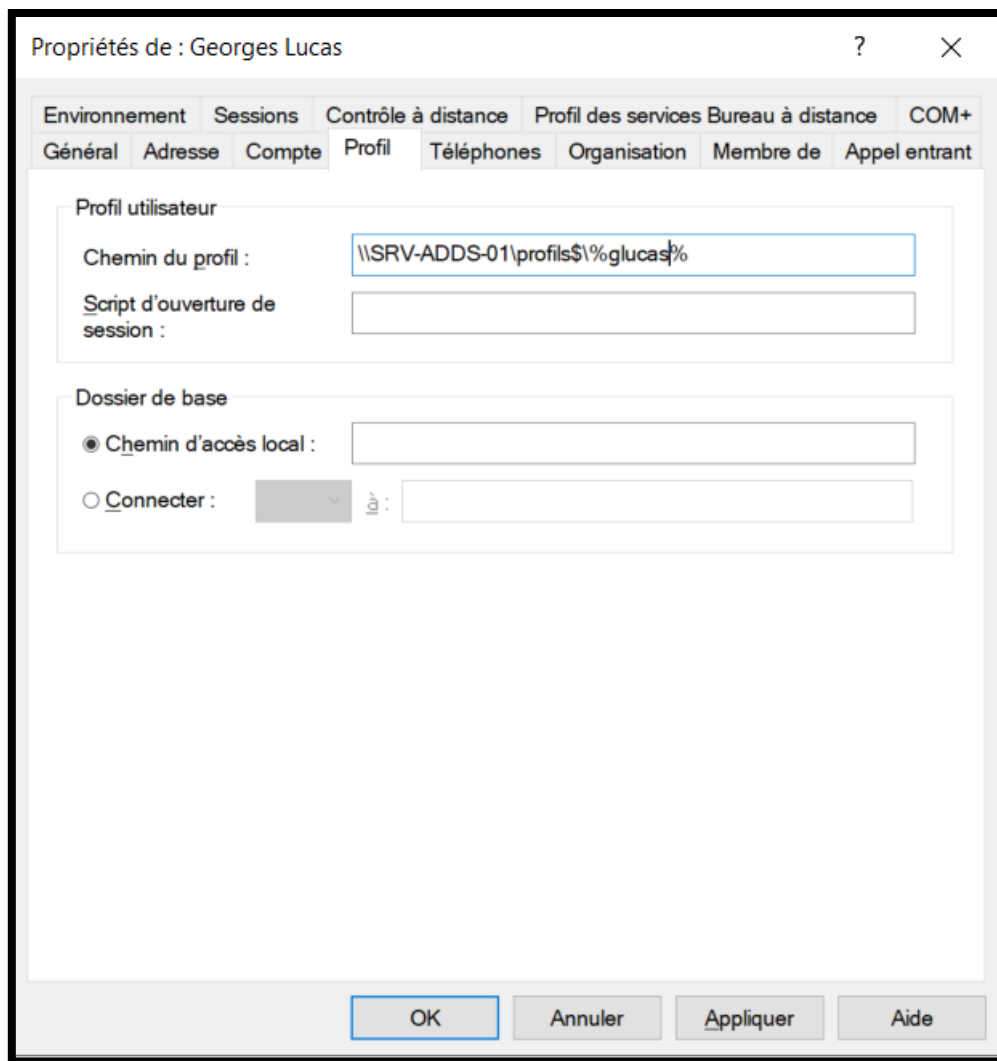 Propriétés de : Georges Lucas ? ×
Environnement Sessions Contrôle à distance Profil des services Bureau à distance COM+
Général Adresse Compte Profil Téléphones Organisation Membre de Appel entrant
Profil utilisateur
Chemin du profil : \\SRV-ADDS-01\profils$\%glucas%
Script d'ouverture de
session :
Dossier de base
Chemin d'accès local :
Connecter : à :
OK Annuler Appliquer Aide